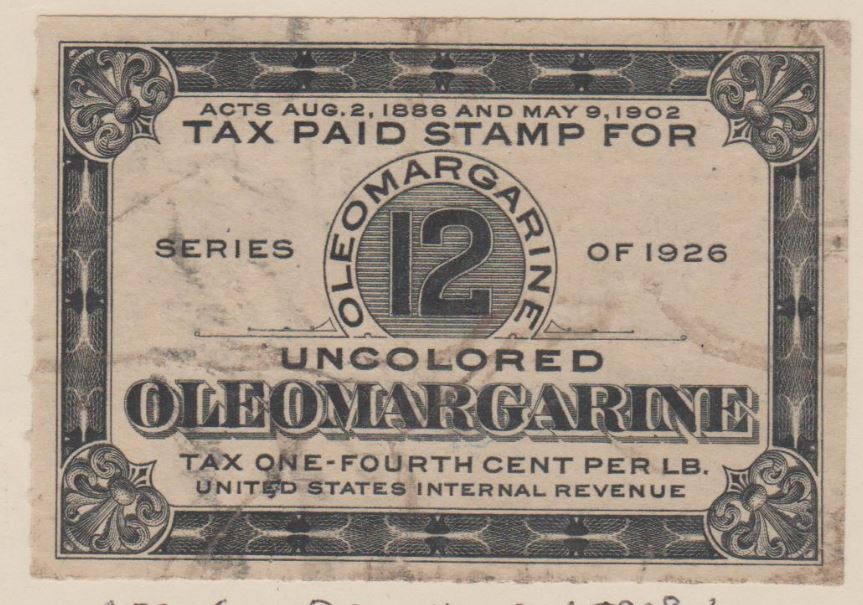 ACTS AUG. 2, 1886 AND MAY 9, 1902
TAX PAID STAMP FOR
OLEOMARGARINE
12
SERIES OF 1926
UNCOLORED
OLEOMARGARINE
TAX ONE-FOURTH CENT PER LB.
UNITED STATES INTERNAL REVENUE